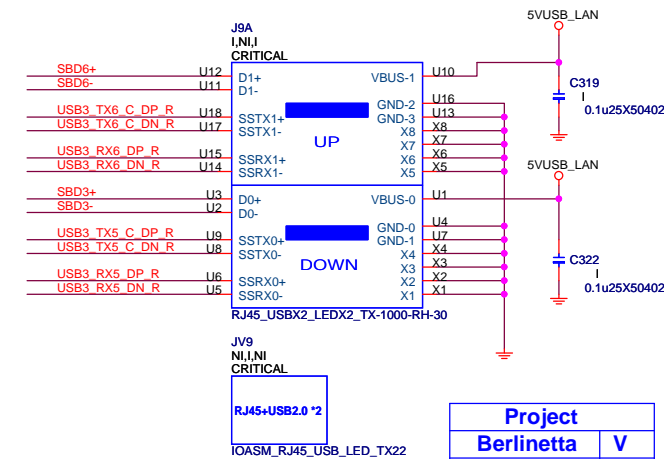 J9A
I,NI,I
CRITICAL
5VUSB_LAN
SBD6+ U12 D1+ VBUS-1 U10
SBD6- U11 D1-
C319
I
0.1u25X50402
USB3_TX6_C_DP_R U18 SSTX1+ GND-2 U16
USB3_TX6_C_DN_R U17 SSTX1- GND-3 U13
X8 X8
UP X7 X7
USB3_RX6_DP_R U15 SSRX1+ X6 X6
USB3_RX6_DN_R U14 SSRX1- X5 X5
5VUSB_LAN
SBD3+ U3 D0+ VBUS-0 U1
SBD3- U2 D0-
GND-0 U4
USB3_TX5_C_DP_R U9 SSTX0+ GND-1 U7
USB3_TX5_C_DN_R U8 SSTX0- X4 X4
DOWN X3 X3
USB3_RX5_DP_R U6 SSRX0+ X2 X2
USB3_RX5_DN_R U5 SSRX0- X1 X1
C322
I
0.1u25X50402
RJ45_USBX2_LEDX2_TX-1000-RH-30
JV9
NI,I,NI
CRITICAL
RJ45+USB2.0 *2
IOASM_RJ45_USB_LED_TX22
Project
Berlinetta V